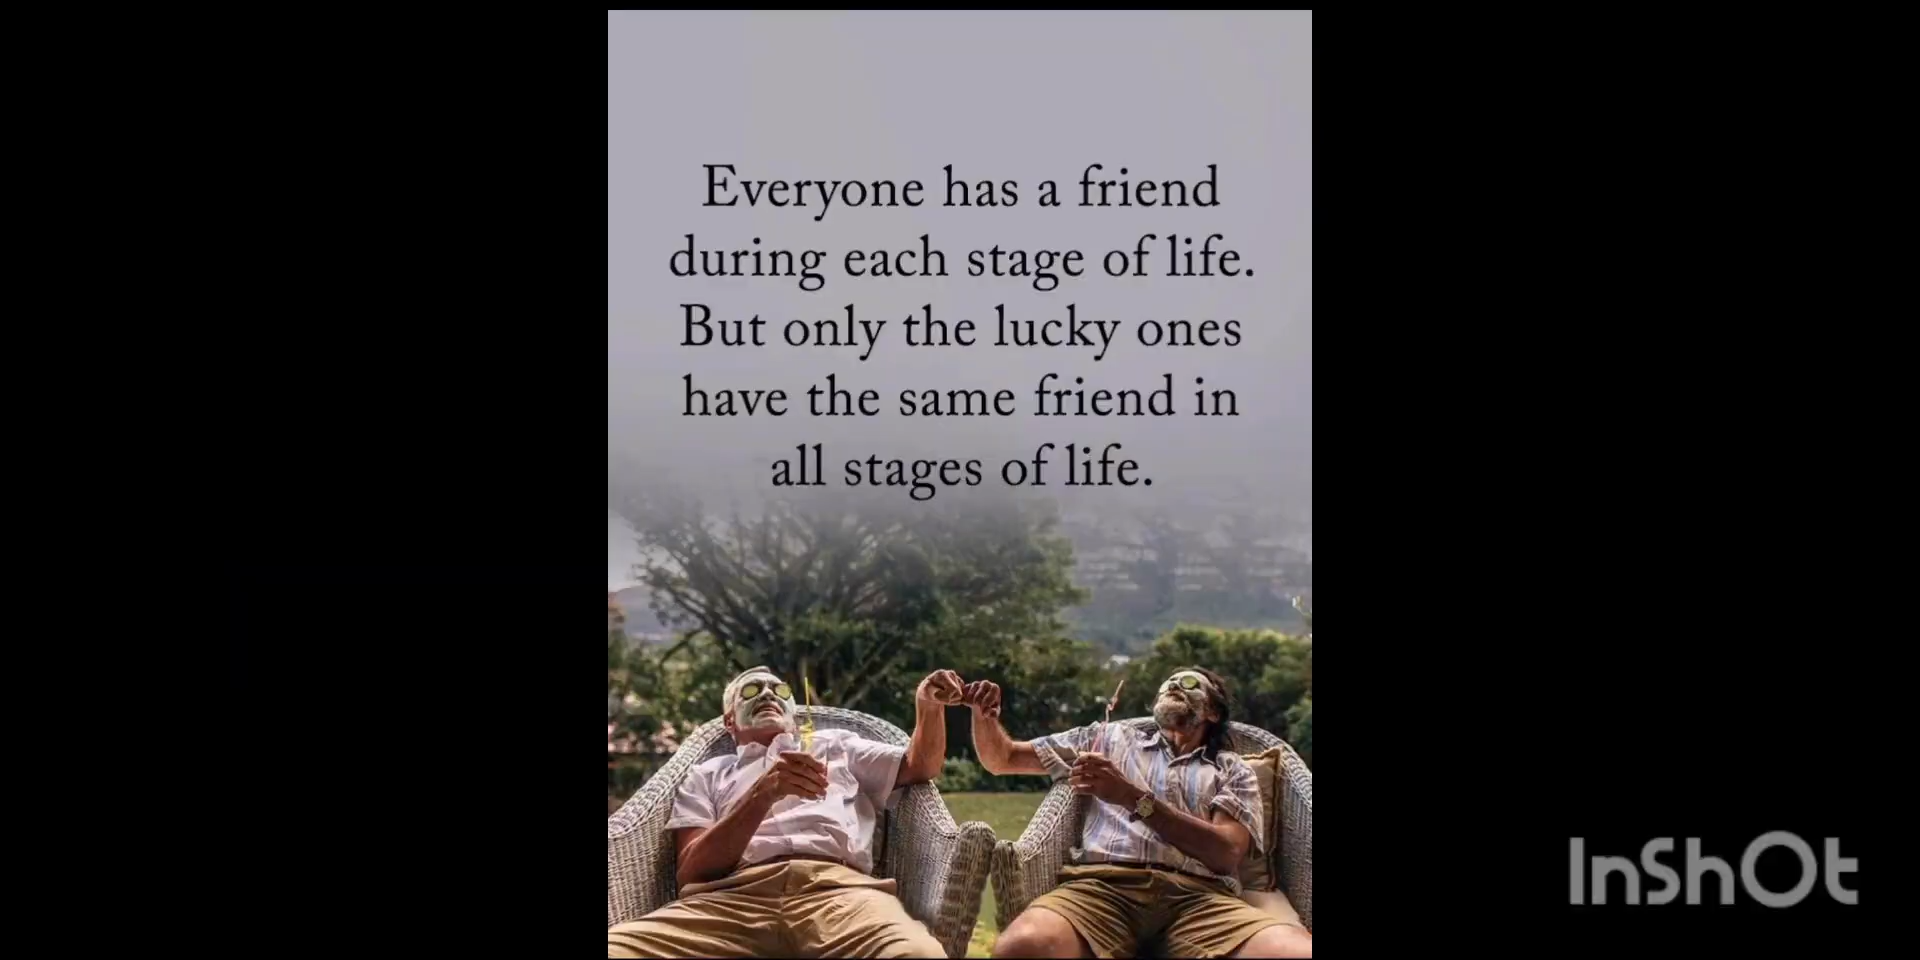 Everyone has a friend
during each stage of life.
But only the lucky ones
have the same friend in
all stages of life.
InShOt